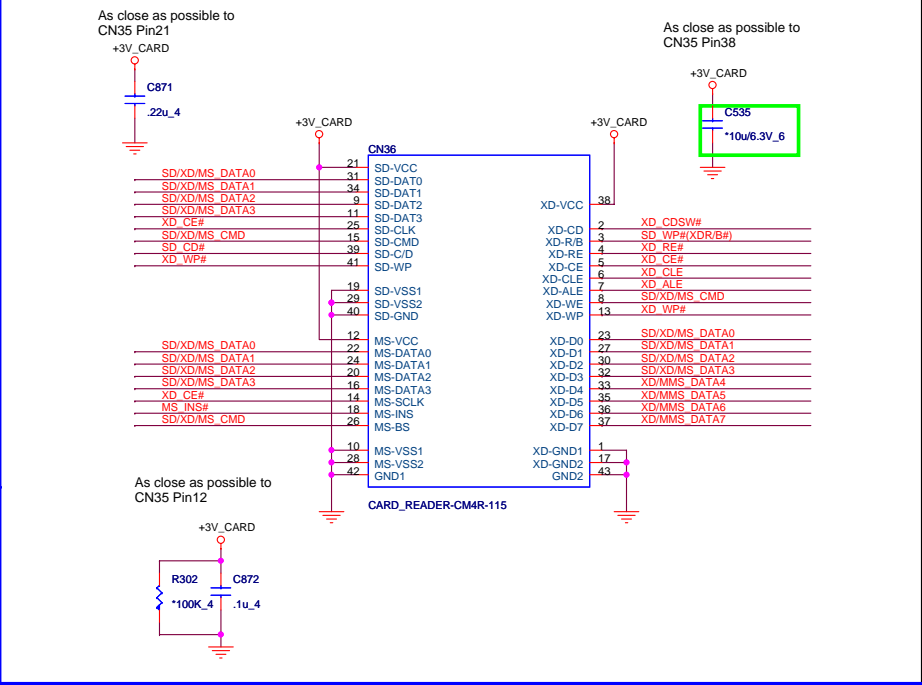 As close as possible to
CN35 Pin21
+3V_CARD
C871
.22u_4
As close as possible to
CN35 Pin38
+3V_CARD
C535
*10u/6.3V_6
+3V_CARD
+3V_CARD
CN36
SD/XD/MS_DATA0
SD/XD/MS_DATA1
SD/XD/MS_DATA2
SD/XD/MS_DATA3
XD_CE#
SD/XD/MS_CMD
SD_CD#
XD_WP#
21 SD-VCC
31 SD-DAT0
34 SD-DAT1
9 SD-DAT2
11 SD-DAT3
25 SD-CLK
15 SD-CMD
39 SD-C/D
41 SD-WP
19 SD-VSS1
29 SD-VSS2
40 SD-GND
12 MS-VCC
SD/XD/MS_DATA0 22 MS-DATA0
SD/XD/MS_DATA1 24 MS-DATA1
SD/XD/MS_DATA2 20 MS-DATA2
SD/XD/MS_DATA3 16 MS-DATA3
XD_CE# 14 MS-SCLK
MS_INS# 18 MS-INS
SD/XD/MS_CMD 26 MS-BS
10 MS-VSS1
28 MS-VSS2
42 GND1
XD-VCC 38
XD-CD 2 XD_CDSW#
XD-R/B 3 SD_WP#(XDR/B#)
XD-RE 4 XD_RE#
XD-CE 5 XD_CE#
XD-CLE 6 XD_CLE
XD-ALE 7 XD_ALE
XD-WE 8 SD/XD/MS_CMD
XD-WP 13 XD_WP#
XD-D0 23 SD/XD/MS_DATA0
XD-D1 27 SD/XD/MS_DATA1
XD-D2 30 SD/XD/MS_DATA2
XD-D3 32 SD/XD/MS_DATA3
XD-D4 33 XD/MMS_DATA4
XD-D5 35 XD/MMS_DATA5
XD-D6 36 XD/MMS_DATA6
XD-D7 37 XD/MMS_DATA7
XD-GND1 1
XD-GND2 17
GND2 43
CARD_READER-CM4R-115
As close as possible to
CN35 Pin12
+3V_CARD
R302
*100K_4
C872
.1u_4